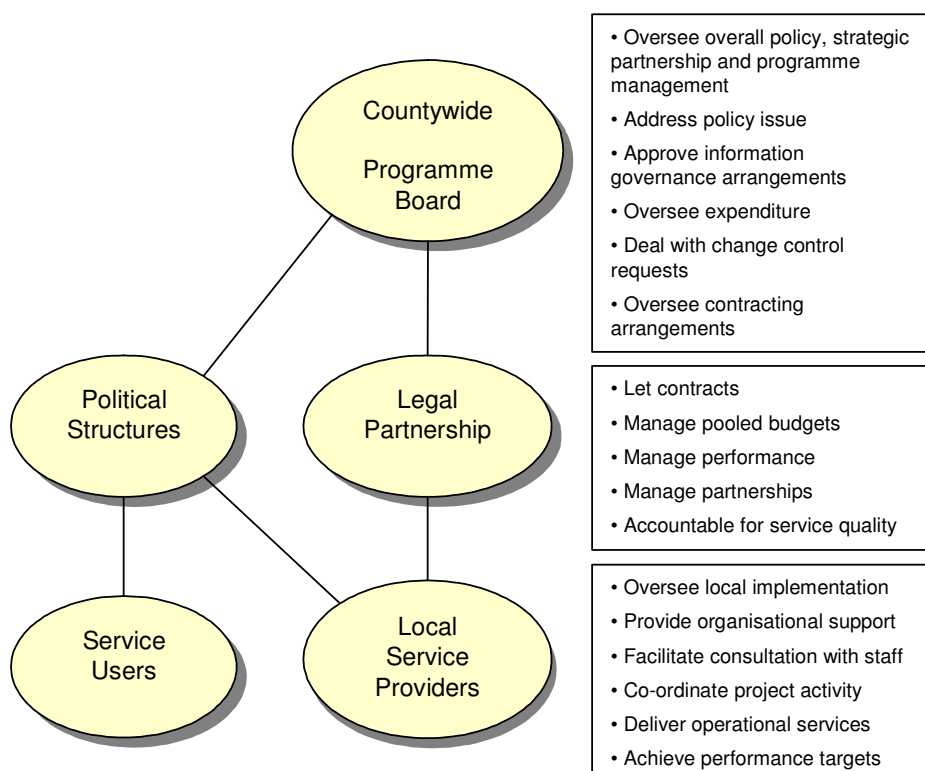 Countywide
Programme
Board
• Oversee overall policy, strategic
partnership and programme
management
• Address policy issue
• Approve information
governance arrangements
• Oversee expenditure
• Deal with change control
requests
• Oversee contracting
arrangements
Political
Structures
Legal
Partnership
• Let contracts
• Manage pooled budgets
• Manage performance
• Manage partnerships
• Accountable for service quality
Service
Users
Local
Service
Providers
• Oversee local implementation
• Provide organisational support
• Facilitate consultation with staff
• Co-ordinate project activity
• Deliver operational services
• Achieve performance targets